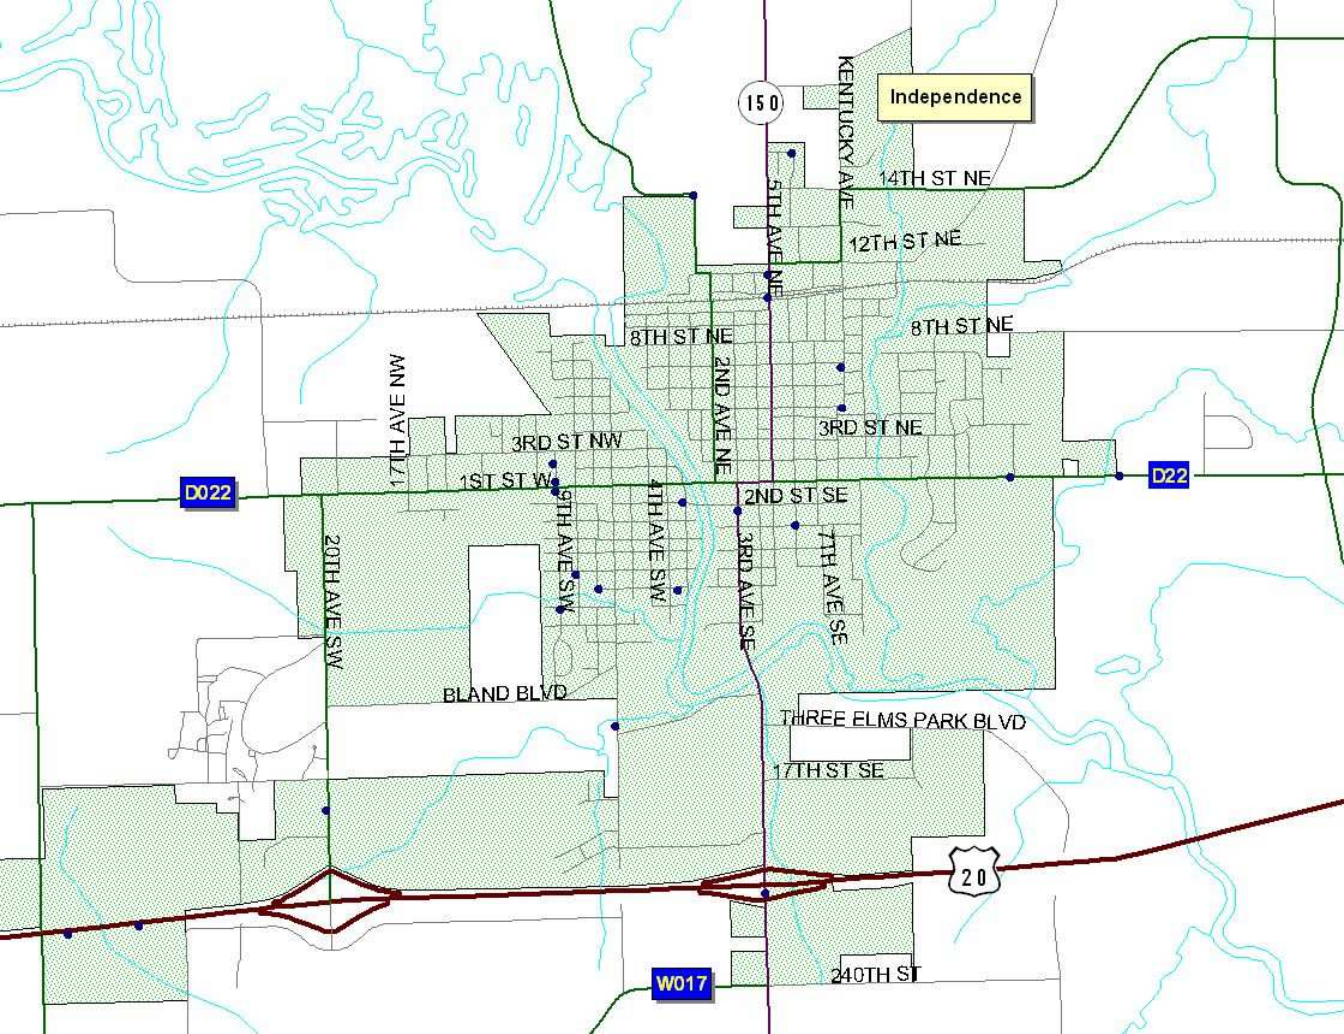 KENTUCKY AVE
150
Independence
14TH ST NE
5TH AVE NE
12TH ST NE
8TH ST NE
8TH ST NE
17TH AVE NW
2ND AVE NE
3RD ST NE
3RD ST NW
D022
1ST ST W
D22
2ND ST SE
9TH AVE SW
4TH AVE SW
20TH AVE SW
3RD AVE SE
7TH AVE SE
BLAND BLVD
THREE ELMS PARK BLVD
17TH ST SE
20
W017
240TH ST